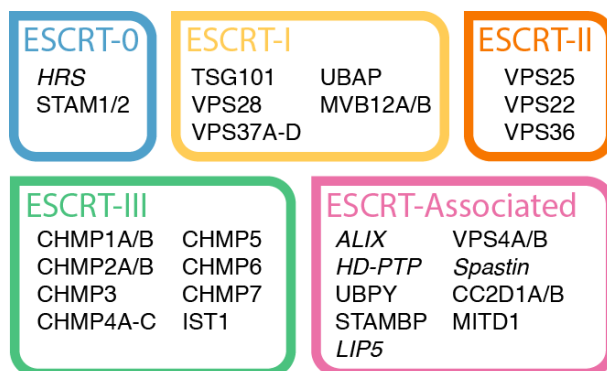 ESCRT-0
HRS
STAM1/2
ESCRT-I
TSG101
VPS28
VPS37A-D
UBAP
MVB12A/B
ESCRT-II
VPS25
VPS22
VPS36
ESCRT-III
CHMP1A/B
CHMP2A/B
CHMP3
CHMP4A-C
CHMP5
CHMP6
CHMP7
IST1
ESCRT-Associated
ALIX
HD-PTP
UBPY
STAMBP
LIP5
VPS4A/B
Spastin
CC2D1A/B
MITD1